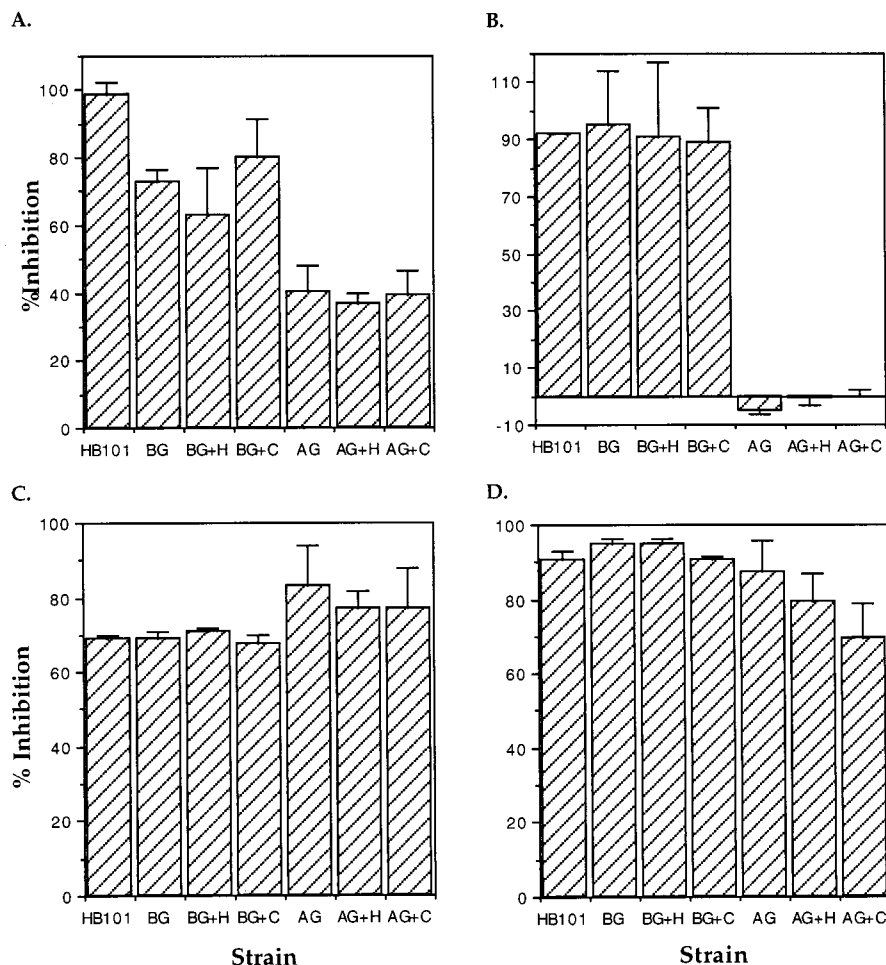 A.
100
80
60
40
20
0
%Inhibition
HB101 BG BG+H BG+C AG AG+H AG+C
B.
110
90
70
50
30
10
-10
HB101 BG BG+H BG+C AG AG+H AG+C
C.
100
80
60
40
20
0
% Inhibition
HB101 BG BG+H BG+C AG AG+H AG+C
Strain
D.
100
80
60
40
20
0
HB101 BG BG+H BG+C AG AG+H AG+C
Strain